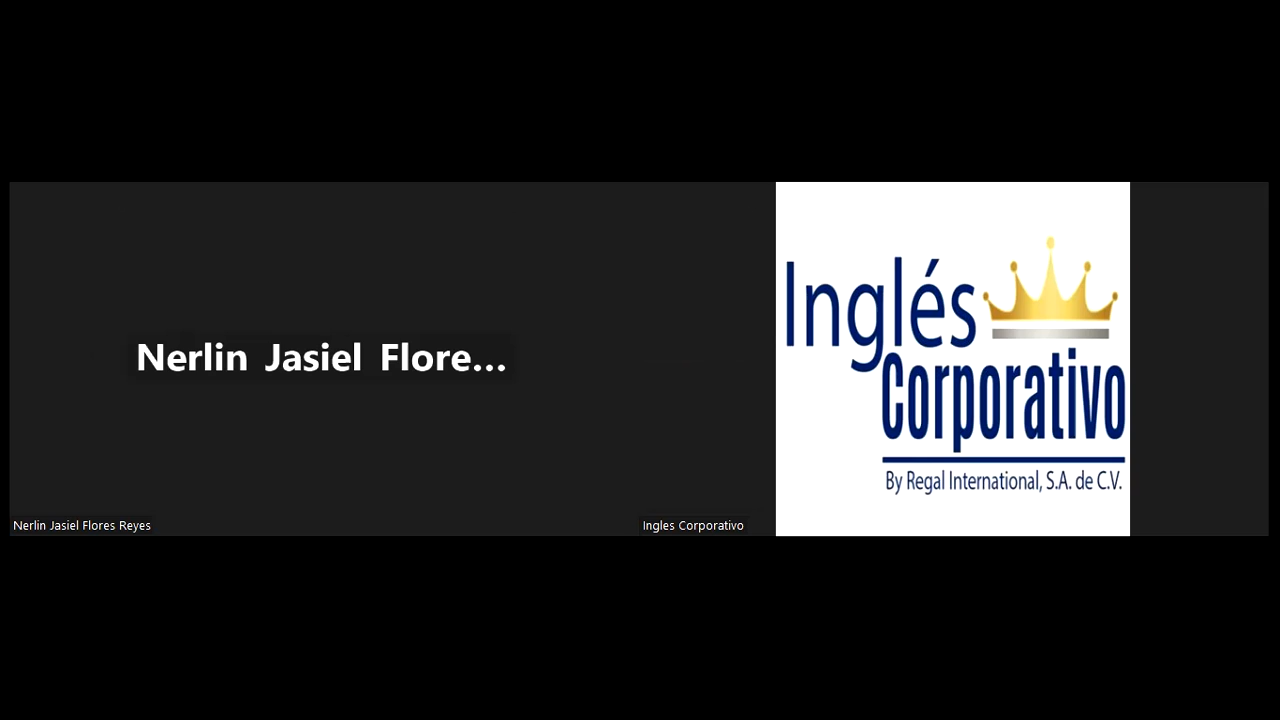 Nerlin Jasiel Flore...
Nerlin Jasiel Flores Reyes
Inglés
Corporativo
By Regal International, S.A. de C.V.
Ingles Corporativo